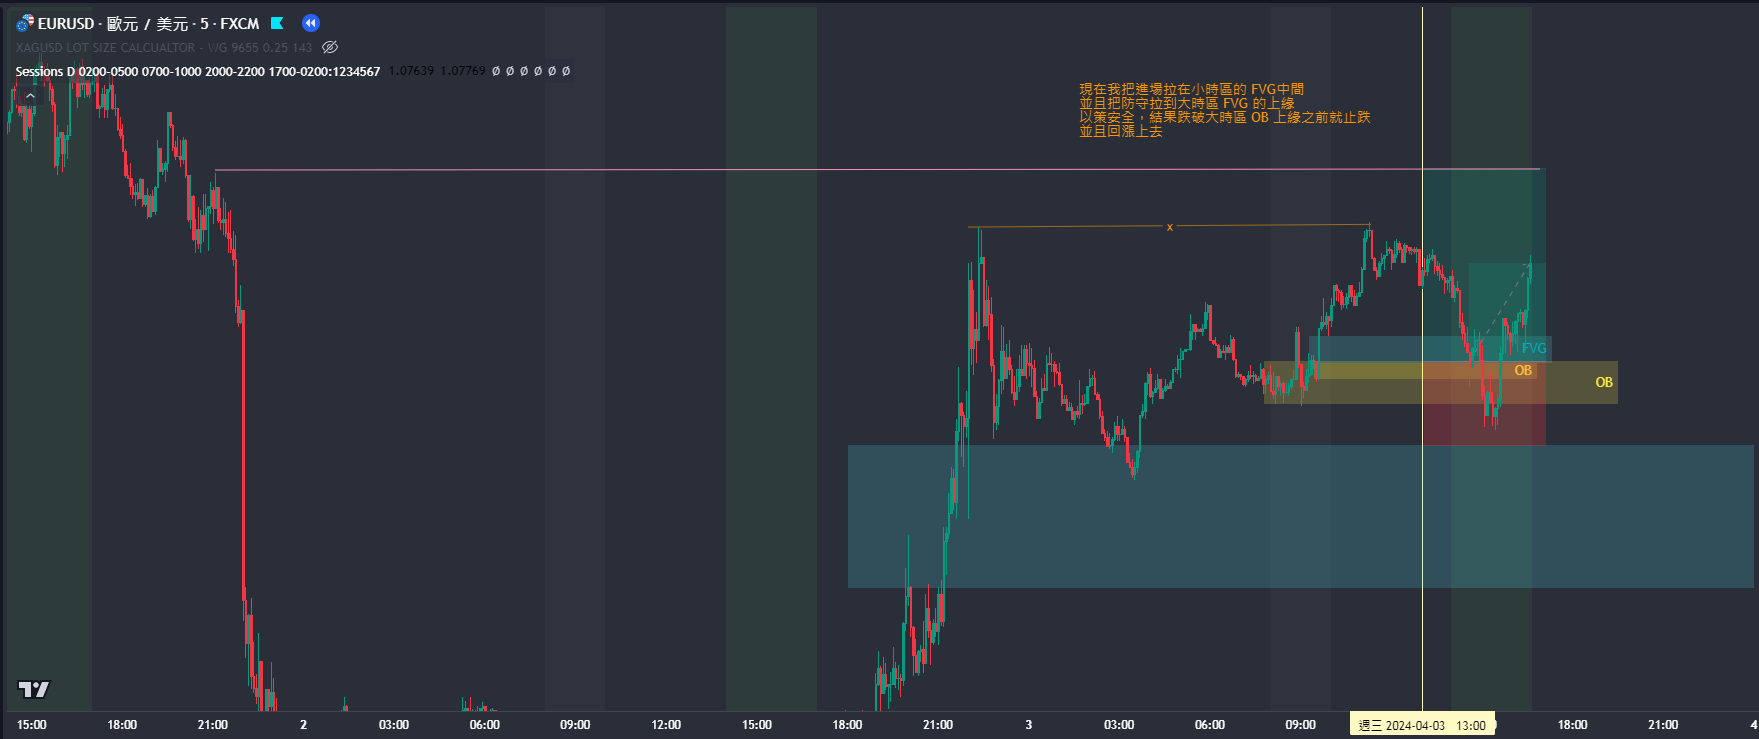 EURUSD · 歐元 / 美元 · 5 · FXCM
XAGUSD LOT SIZE CALCUALTOR - WG 9655 0.25 143
Sessions D 0200-0500 0700-1000 2000-2200 1700-0200:1234567 1.07639 1.07769 Ø Ø Ø Ø Ø Ø
現在我把進場拉在小時區的 FVG中間
並且把防守拉到大時區 FVG 的上緣
以策安全，結果跌破大時區 OB 上緣之前就止跌
並且回漲上去
x
FVG
OB
OB
15:00 18:00 21:00 2 03:00 06:00 09:00 12:00 15:00 18:00 21:00 3 03:00 06:00 09:00 週三 2024-04-03 13:00 18:00 21:00 4